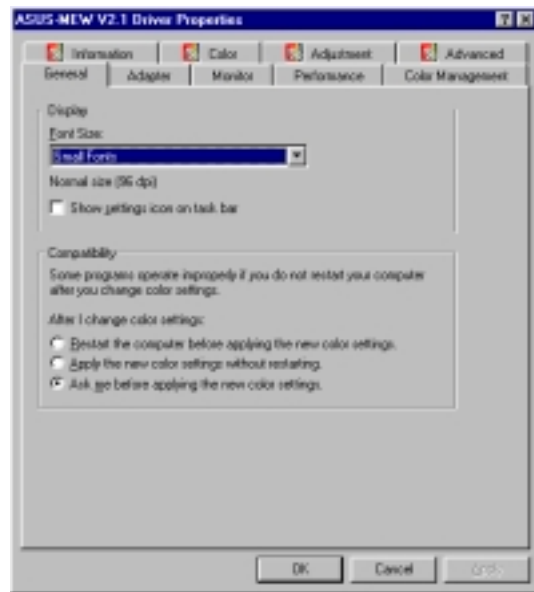 ASUS-MEW V2.1 Driver Properties
Information Color Adjustment Advanced
General Adapter Monitor Performance Color Management
Display
Font Size:
Small Fonts
Normal size (96 dpi)
Show settings icon on task bar
Compatibility
Some programs operate improperly if you do not restart your computer
after you change color settings.
After I change color settings:
Restart the computer before applying the new color settings.
Apply the new color settings without restarting.
Ask me before applying the new color settings.
OK Cancel Apply